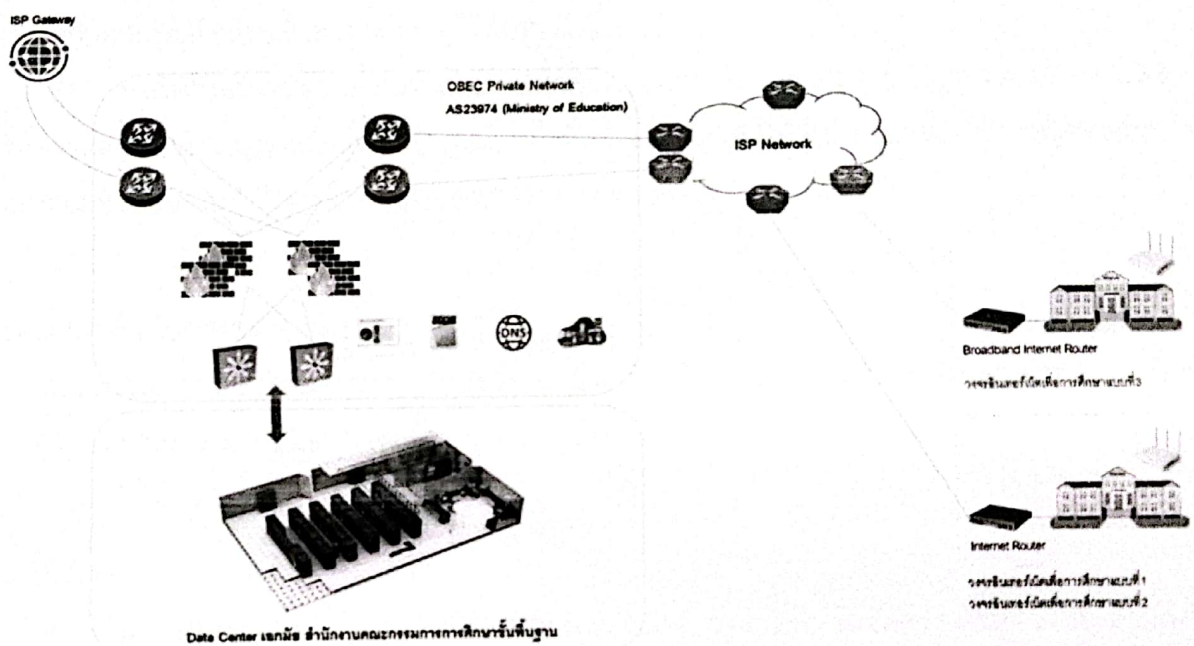 ISP Gateway
OBEC Private Network
AS23974 (Ministry of Education)
ISP Network
DNS
Broadband Internet Router
วงจรอินเทอร์เน็ตเพื่อการศึกษาแบบที่3
Internet Router
วงจรอินเทอร์เน็ตเพื่อการศึกษาแบบที่1
วงจรอินเทอร์เน็ตเพื่อการศึกษาแบบที่2
Data Center เอกมัย สำนักงานคณะกรรมการการศึกษาขั้นพื้นฐาน